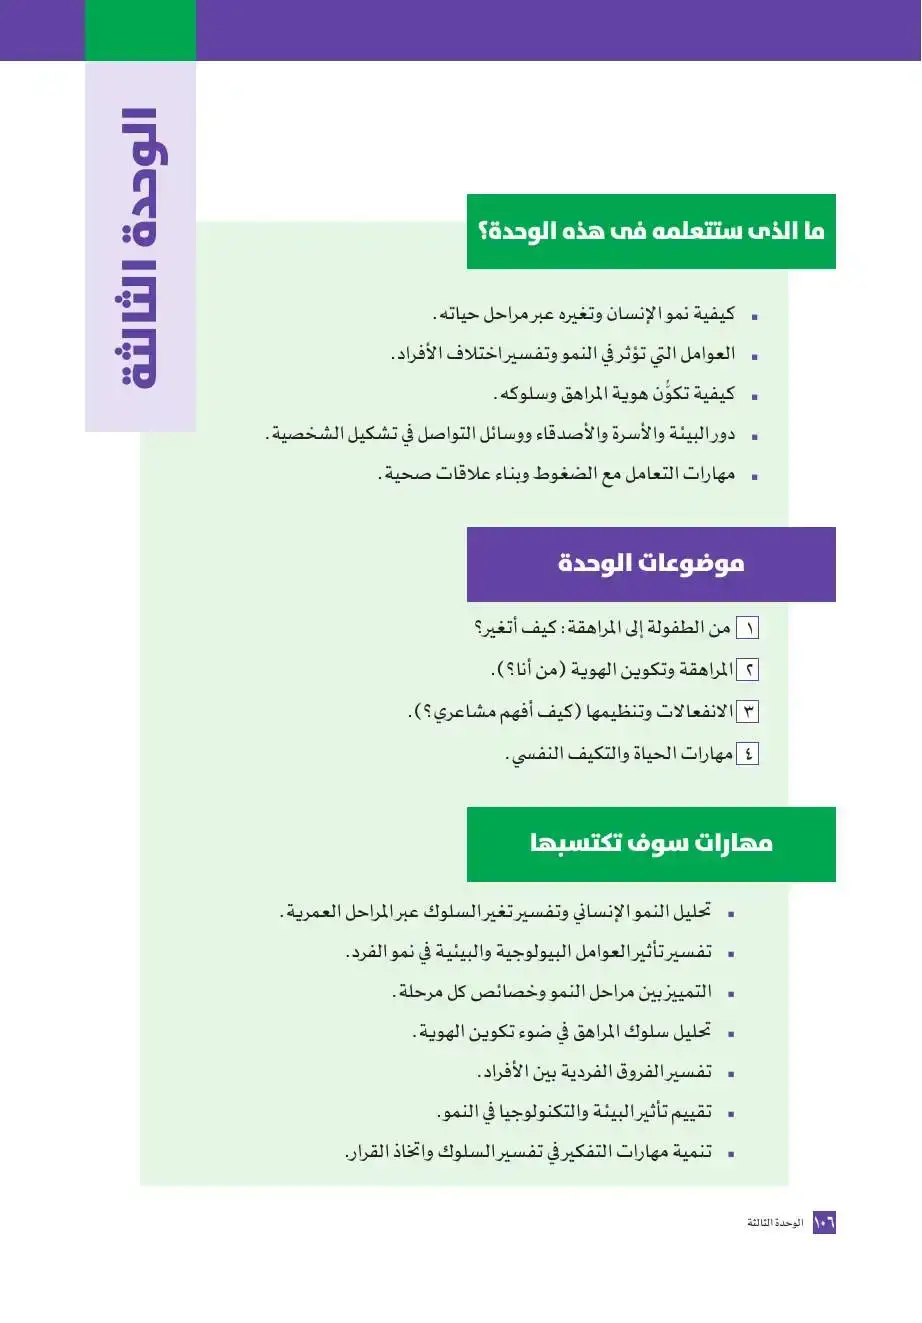 الوحدة الثالثة
ما الذى ستتعلمه فى هذه الوحدة؟
▪ كيفية نمو الإنسان وتغيره عبر مراحل حياته.
▪ العوامل التي تؤثر في النمو وتفسير اختلاف الأفراد.
▪ كيفية تكوُّن هوية المراهق وسلوكه.
▪ دور البيئة والأسرة والأصدقاء ووسائل التواصل في تشكيل الشخصية.
▪ مهارات التعامل مع الضغوط وبناء علاقات صحية.
موضوعات الوحدة
١ من الطفولة إلى المراهقة: كيف أتغير؟
٢ المراهقة وتكوين الهوية (من أنا؟).
٣ الانفعالات وتنظيمها (كيف أفهم مشاعري؟).
٤ مهارات الحياة والتكيف النفسي.
مهارات سوف تكتسبها
▪ تحليل النمو الإنساني وتفسير تغير السلوك عبر المراحل العمرية.
▪ تفسير تأثير العوامل البيولوجية والبيئية في نمو الفرد.
▪ التمييز بين مراحل النمو وخصائص كل مرحلة.
▪ تحليل سلوك المراهق في ضوء تكوين الهوية.
▪ تفسير الفروق الفردية بين الأفراد.
▪ تقييم تأثير البيئة والتكنولوجيا في النمو.
▪ تنمية مهارات التفكير في تفسير السلوك واتخاذ القرار.
١٠٦ الوحدة الثالثة